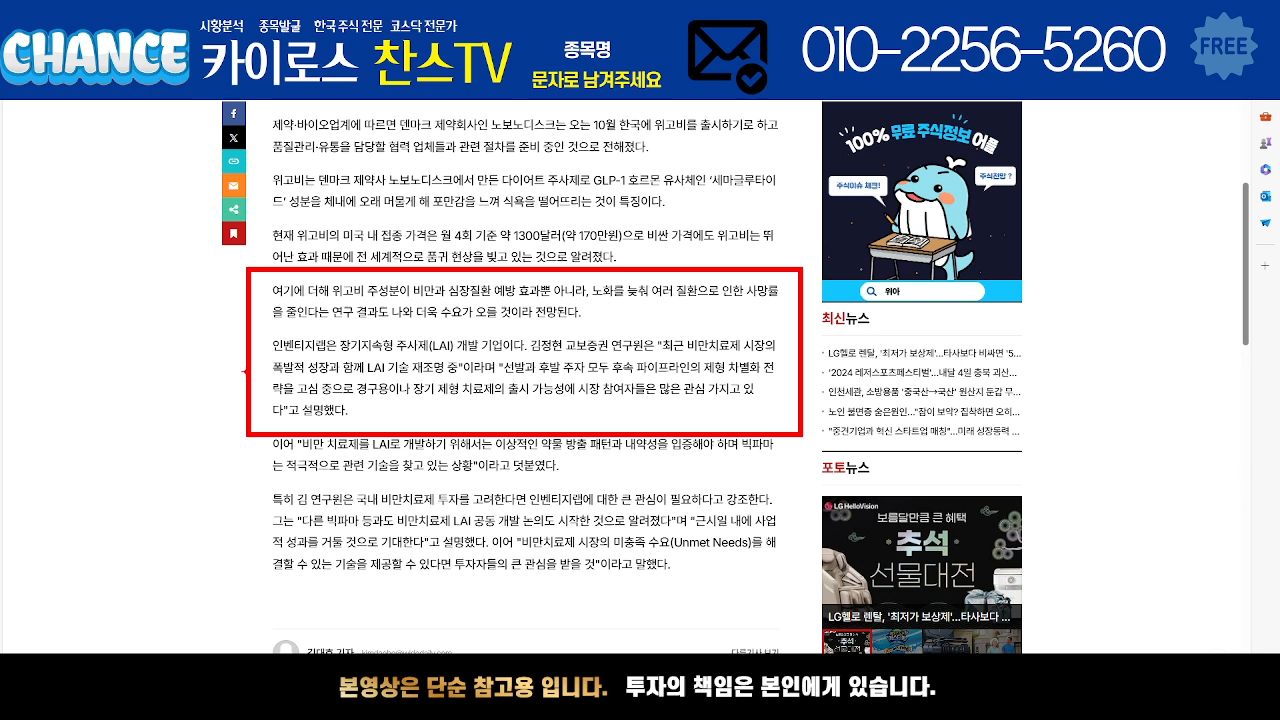 CHANCE
시황분석 종목발굴 한국 주식 전문 코스닥 전문가
카이로스 찬스TV
종목명
문자로 남겨주세요
010-2256-5260
FREE
제약·바이오업계에 따르면 덴마크 제약회사인 노보노디스크는 오는 10월 한국에 위고비를 출시하기로 하고
품질관리·유통을 담당할 협력 업체들과 관련 절차를 준비 중인 것으로 전해졌다.
위고비는 덴마크 제약사 노보노디스크에서 만든 다이어트 주사제로 GLP-1 호르몬 유사체인 '세마글루타이
드' 성분을 체내에 오래 머물게 해 포만감을 느껴 식욕을 떨어뜨리는 것이 특징이다.
현재 위고비의 미국 내 접종 가격은 월 4회 기준 약 1300달러(약 170만원)으로 비싼 가격에도 위고비는 뛰
어난 효과 때문에 전 세계적으로 품귀 현상을 빚고 있는 것으로 알려졌다.
여기에 더해 위고비 주성분이 비만과 심장질환 예방 효과뿐 아니라, 노화를 늦춰 여러 질환으로 인한 사망률
을 줄인다는 연구 결과도 나와 더욱 수요가 오를 것이라 전망된다.
인벤티지랩은 장기지속형 주사제(LAI) 개발 기업이다. 김정현 교보증권 연구원은 "최근 비만치료제 시장의
폭발적 성장과 함께 LAI 기술 재조명 중"이라며 "선발과 후발 주자 모두 후속 파이프라인의 제형 차별화 전
략을 고심 중으로 경구용이나 장기 제형 치료제의 출시 가능성에 시장 참여자들은 많은 관심 가지고 있
다"고 설명했다.
이어 "비만 치료제를 LAI로 개발하기 위해서는 이상적인 약물 방출 패턴과 내약성을 입증해야 하며 빅파마
는 적극적으로 관련 기술을 찾고 있는 상황"이라고 덧붙였다.
특히 김 연구원은 국내 비만치료제 투자를 고려한다면 인벤티지랩에 대한 큰 관심이 필요하다고 강조한다.
그는 "다른 빅파마 등과도 비만치료제 LAI 공동 개발 논의도 시작한 것으로 알려졌다"며 "근시일 내에 사업
적 성과를 거둘 것으로 기대한다"고 설명했다. 이어 "비만치료제 시장의 미충족 수요(Unmet Needs)를 해
결할 수 있는 기술을 제공할 수 있다면 투자자들의 큰 관심을 받을 것"이라고 말했다.
100% 무료 주식정보 어플
주식이슈 체크!
주식전망 ?
위아
최신뉴스
LG헬로 렌탈, '최저가 보상제'...타사보다 비싸면 '5...
'2024 레저스포츠페스티벌'...내달 4일 충북 괴산...
인천세관, 소방용품 '중국산→국산' 원산지 둔갑 무...
노인 불면증 숨은원인..."잠이 보약? 집착하면 오히...
"중견기업과 혁신 스타트업 매칭"...미래 성장동력 ...
포토뉴스
LG HelloVision
보름달만큼 큰 혜택
추석
선물대전
LG헬로 렌탈, '최저가 보상제'...타사보다 ...
본영상은 단순 참고용 입니다. 투자의 책임은 본인에게 있습니다.